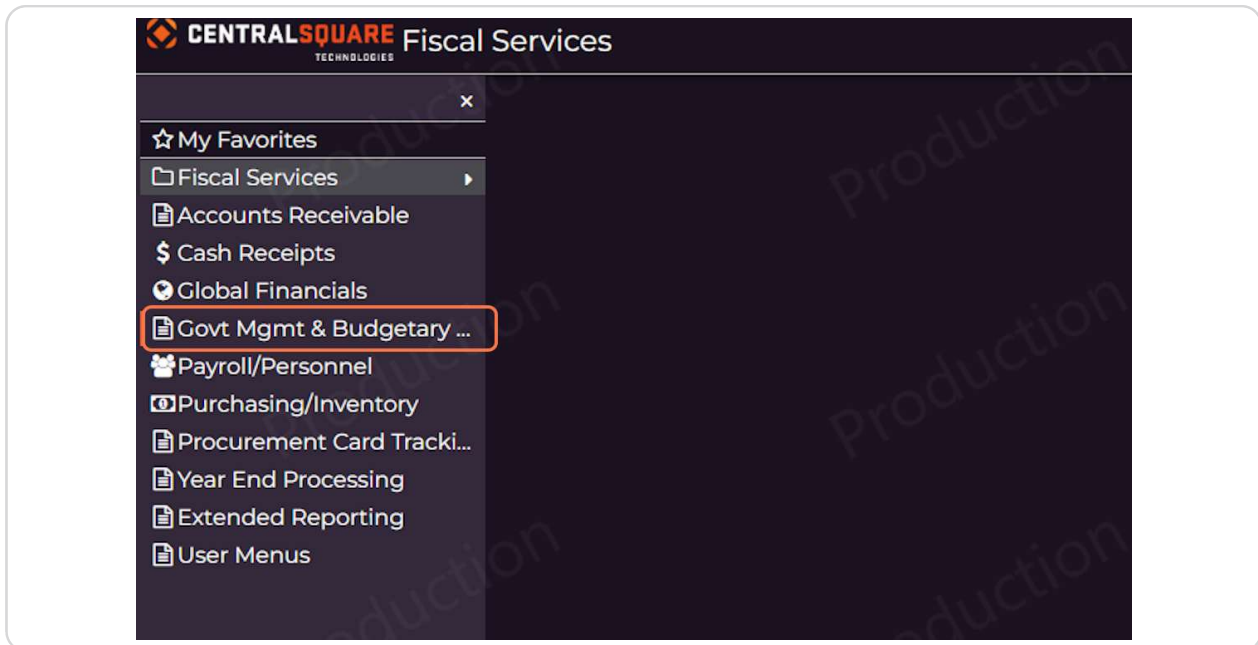 CENTRALSQUARE Fiscal Services
TECHNOLOGIES
×
My Favorites
Fiscal Services
Accounts Receivable
$ Cash Receipts
Global Financials
Govt Mgmt & Budgetary ...
Payroll/Personnel
Purchasing/Inventory
Procurement Card Tracki...
Year End Processing
Extended Reporting
User Menus
Production
Production
Production
Production
Production
Production